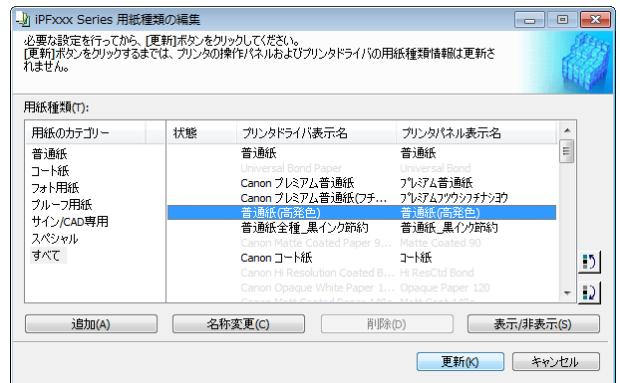 iPFxxx Series 用紙種類の編集
必要な設定を行ってから、[更新]ボタンをクリックしてください。
[更新]ボタンをクリックするまでは、プリンタの操作パネルおよびプリンタドライバの用紙種類情報は更新さ
れません。
用紙種類(T):
用紙のカテゴリー
普通紙
コート紙
フォト用紙
プルーフ用紙
サイン/CAD専用
スペシャル
すべて
状態 プリンタドライバ表示名 プリンタパネル表示名
普通紙 普通紙
Universal Bond Paper Universal Bond
Canon プレミアム普通紙 プレミアム普通紙
Canon プレミアム普通紙(フチ... プレミアムフツウシフチナシヨウ
普通紙(高発色) 普通紙(高発色)
普通紙全種_黒インク節約 普通紙_黒インク節約
Canon Matte Coated Paper 9... Matte Coated 90
Canon コート紙 コート紙
Canon Hi Resolution Coated B... Hi ResCtd Bond
Canon Opaque White Paper 1... Opaque Paper 120
追加(A) 名称変更(C) 削除(D) 表示/非表示(S)
更新(K) キャンセル